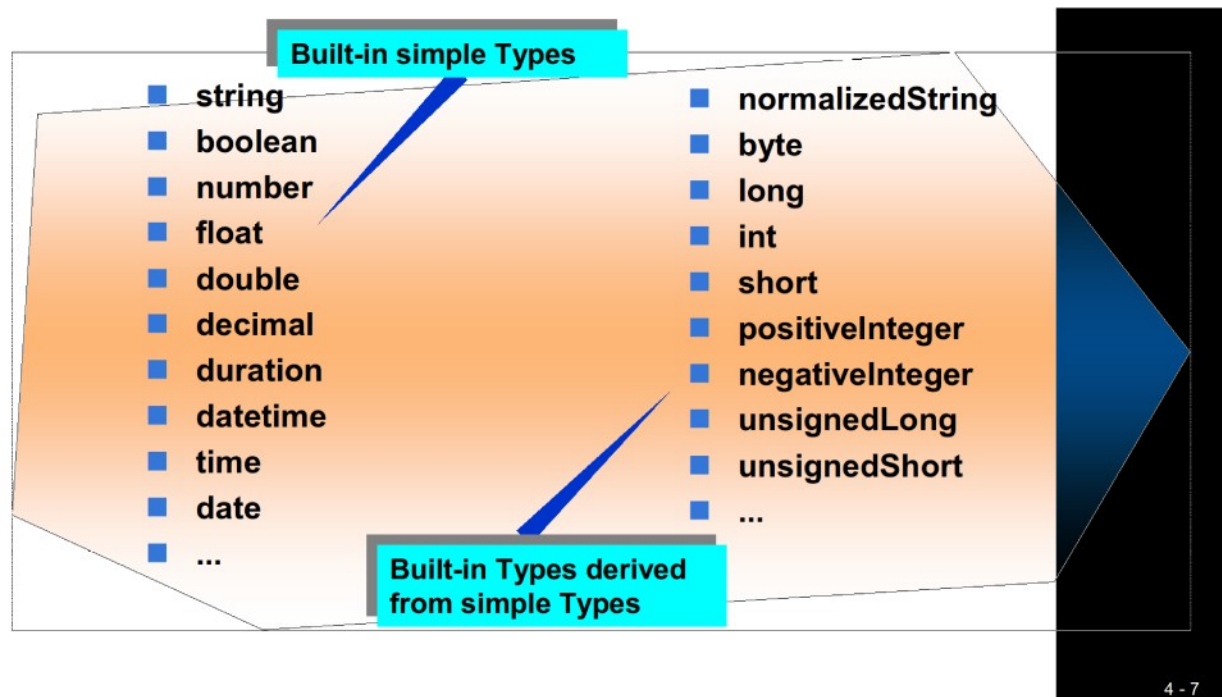 Built-in simple Types
string
boolean
number
float
double
decimal
duration
datetime
time
date
...
normalizedString
byte
long
int
short
positiveInteger
negativeInteger
unsignedLong
unsignedShort
...
Built-in Types derived
from simple Types
4 - 7